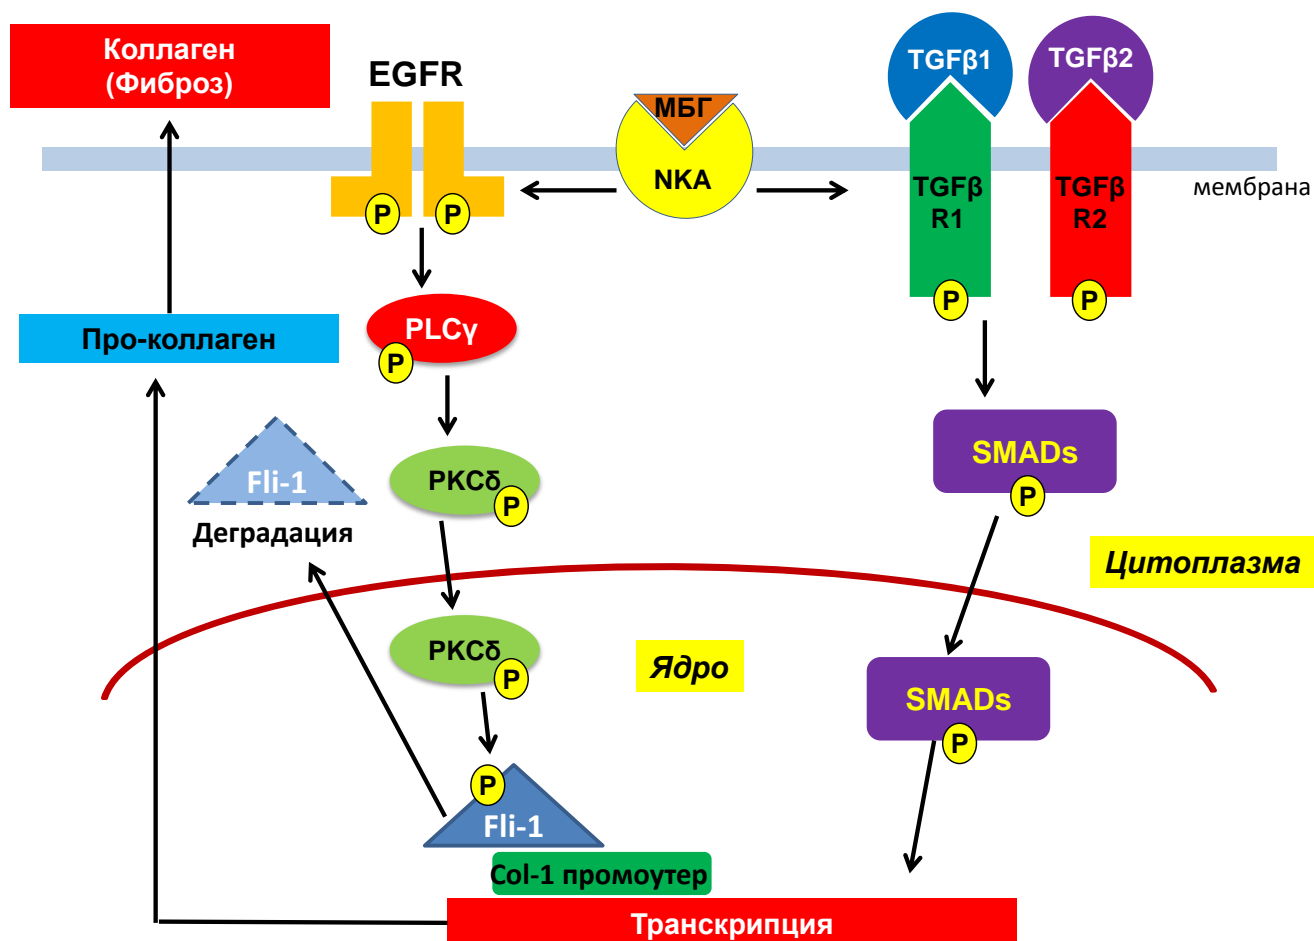 Коллаген
(Фиброз)
EGFR
МБГ
NKA
TGFβ1
TGFβ2
TGFβ
R1
TGFβ
R2
мембрана
P
P
P
P
PLCγ
P
Про-коллаген
PKCδ
P
Fli-1
Деградация
SMADs
P
Цитоплазма
PKCδ
P
Ядро
SMADs
P
P
Fli-1
Col-1 промоутер
Транскрипция